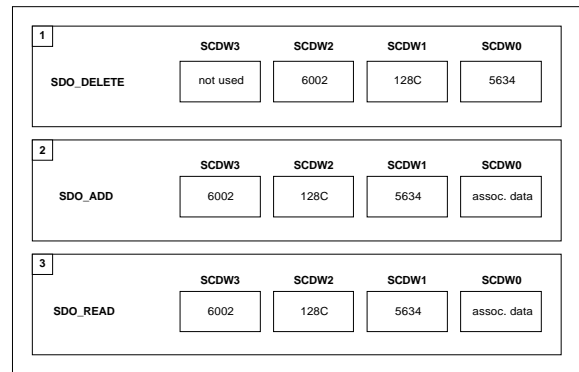 1
SCDW3 SCDW2 SCDW1 SCDW0
SDO_DELETE not used 6002 128C 5634
2
SCDW3 SCDW2 SCDW1 SCDW0
SDO_ADD 6002 128C 5634 assoc. data
3
SCDW3 SCDW2 SCDW1 SCDW0
SDO_READ 6002 128C 5634 assoc. data